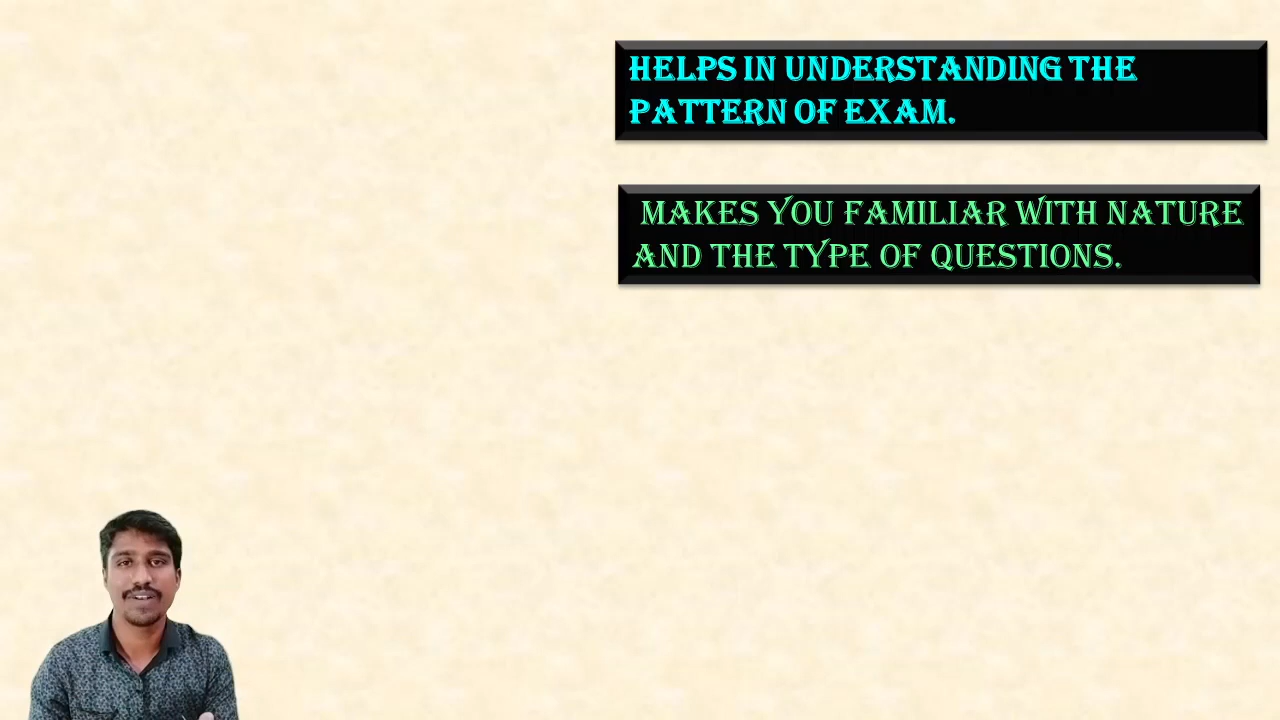 HELPS IN UNDERSTANDING THE
PATTERN OF EXAM.
MAKES YOU FAMILIAR WITH NATURE
AND THE TYPE OF QUESTIONS.